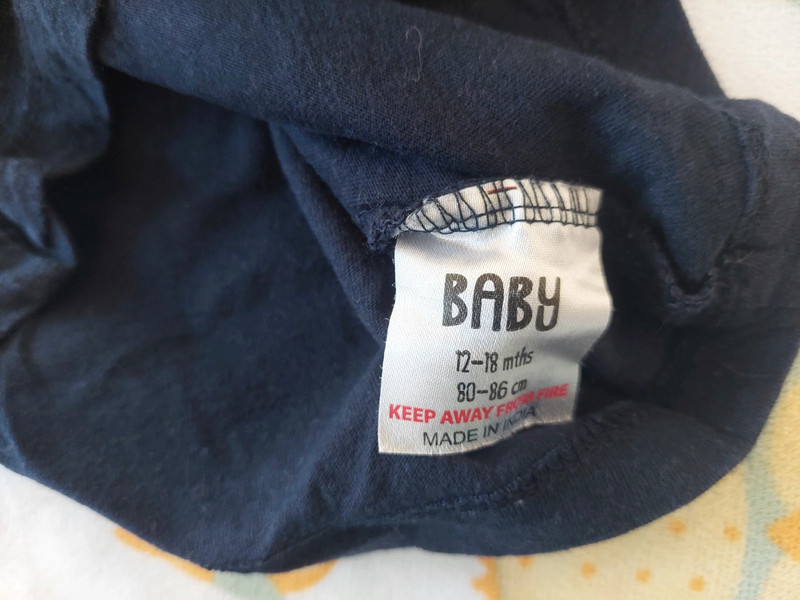 BABY
12-18 mths
80-86 cm
KEEP AWAY FROM FIRE
MADE IN INDIA